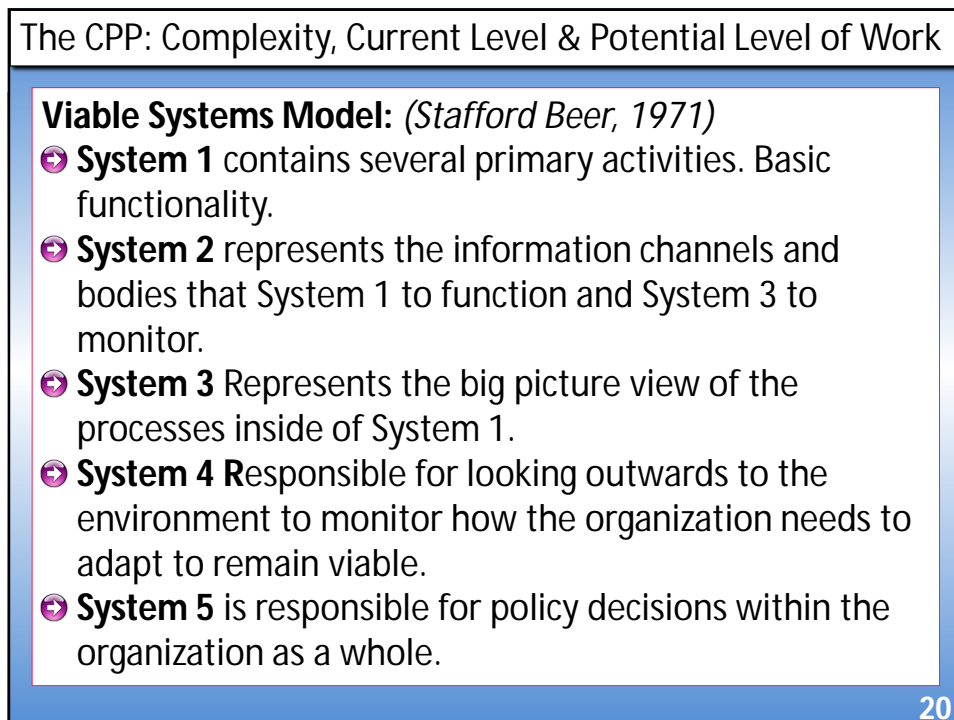 The CPP: Complexity, Current Level & Potential Level of Work
Viable Systems Model: (Stafford Beer, 1971)
System 1 contains several primary activities. Basic
functionality.
System 2 represents the information channels and
bodies that System 1 to function and System 3 to
monitor.
System 3 Represents the big picture view of the
processes inside of System 1.
System 4 Responsible for looking outwards to the
environment to monitor how the organization needs to
adapt to remain viable.
System 5 is responsible for policy decisions within the
organization as a whole.
20